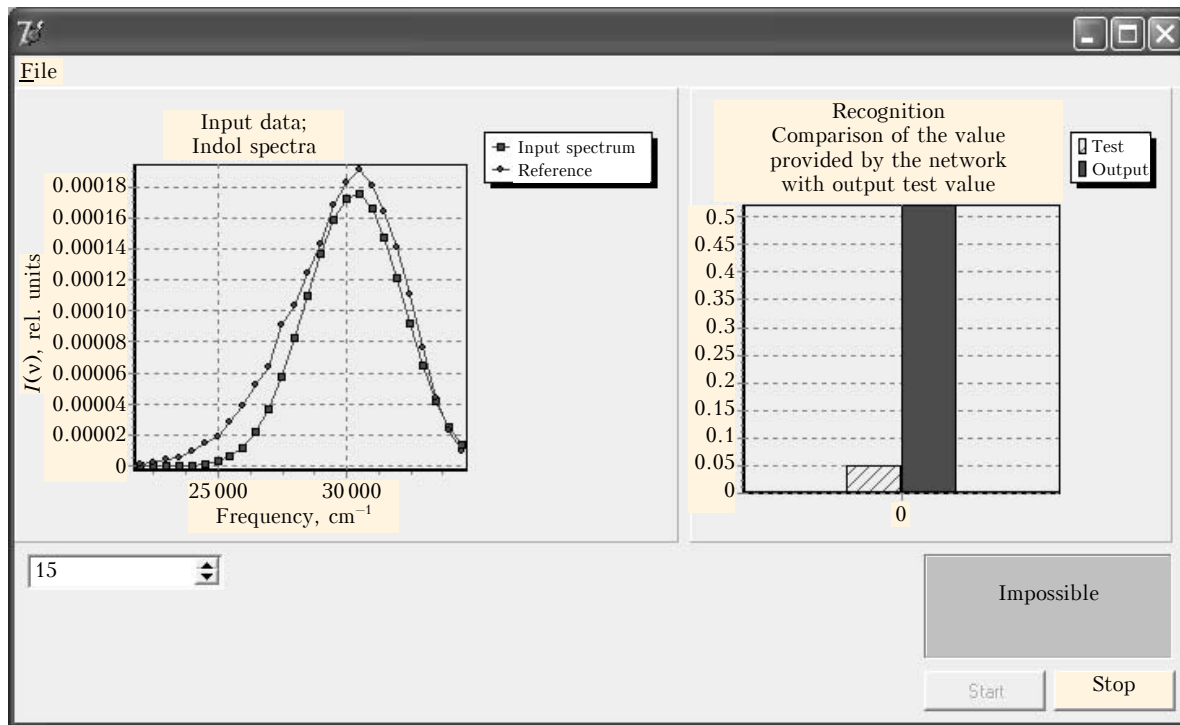 File
Input data;
Indol spectra
Input spectrum
Reference
I(ν), rel. units
0.00018
0.00016
0.00014
0.00012
0.00010
0.00008
0.00006
0.00004
0.00002
0
25 000
30 000
Frequency, cm⁻¹
Recognition
Comparison of the value
provided by the network
with output test value
Test
Output
0.5
0.45
0.4
0.35
0.3
0.25
0.2
0.15
0.1
0.05
0
0
15
Impossible
Start
Stop